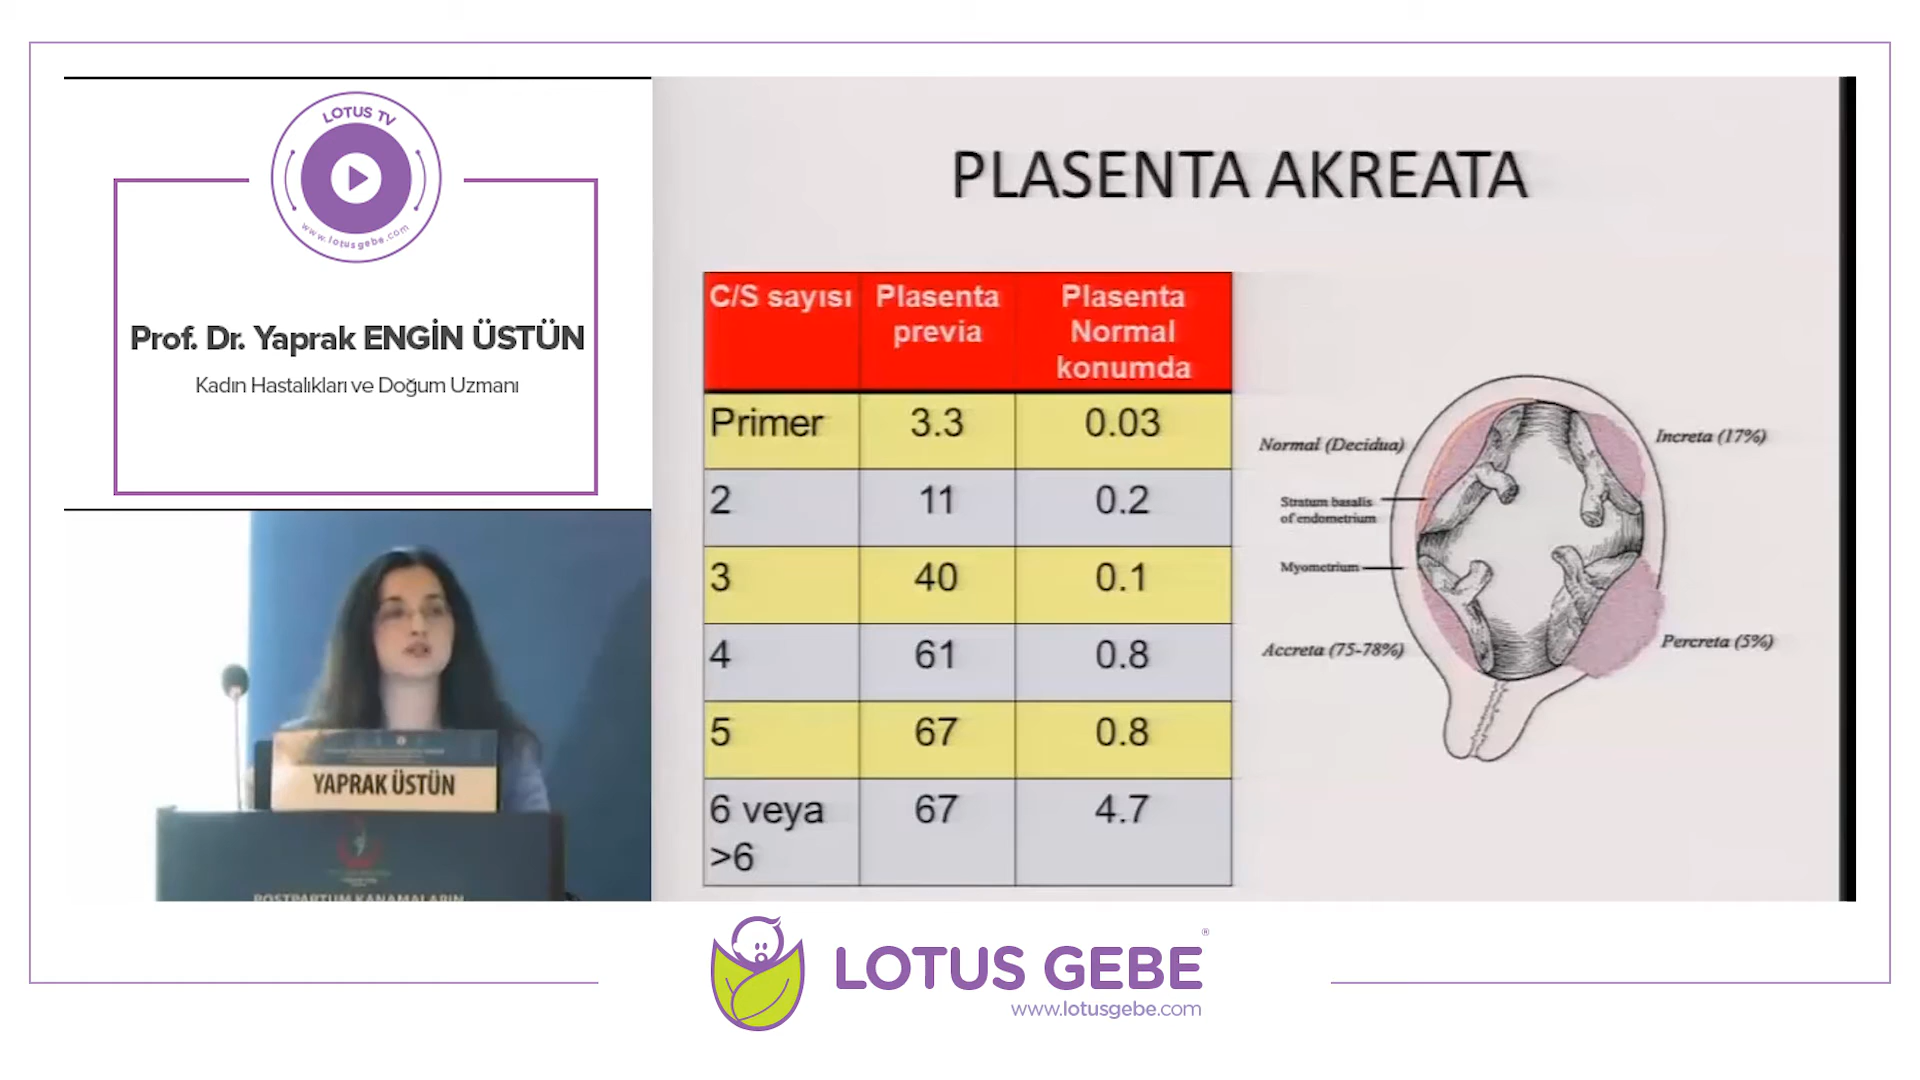 LOTUS TV
www.lotusgebe.com
Prof. Dr. Yaprak ENGİN ÜSTÜN
Kadın Hastalıkları ve Doğum Uzmanı
YAPRAK ÜSTÜN
POSTPARTUM KANAMALARIN
PLASENTA AKREATA
C/S sayısı Plasenta previa Plasenta Normal konumda
Primer 3.3 0.03
2 11 0.2
3 40 0.1
4 61 0.8
5 67 0.8
6 veya >6 67 4.7
Normal (Decidua)
Stratum basalis
of endometrium
Myometrium
Accreta (75-78%)
Increta (17%)
Percreta (5%)
LOTUS GEBE®
www.lotusgebe.com